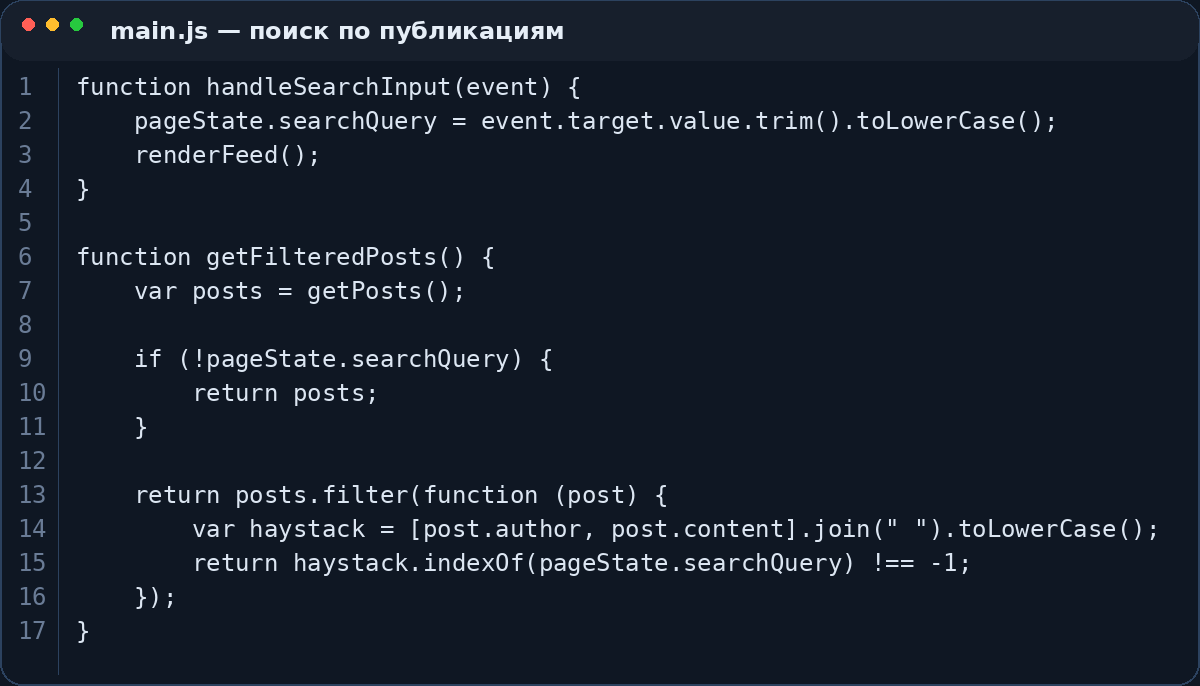 main.js — поиск по публикациям
1 function handleSearchInput(event) {
2     pageState.searchQuery = event.target.value.trim().toLowerCase();
3     renderFeed();
4 }
5
6 function getFilteredPosts() {
7     var posts = getPosts();
8
9     if (!pageState.searchQuery) {
10         return posts;
11     }
12
13     return posts.filter(function (post) {
14         var haystack = [post.author, post.content].join(" ").toLowerCase();
15         return haystack.indexOf(pageState.searchQuery) !== -1;
16     });
17 }